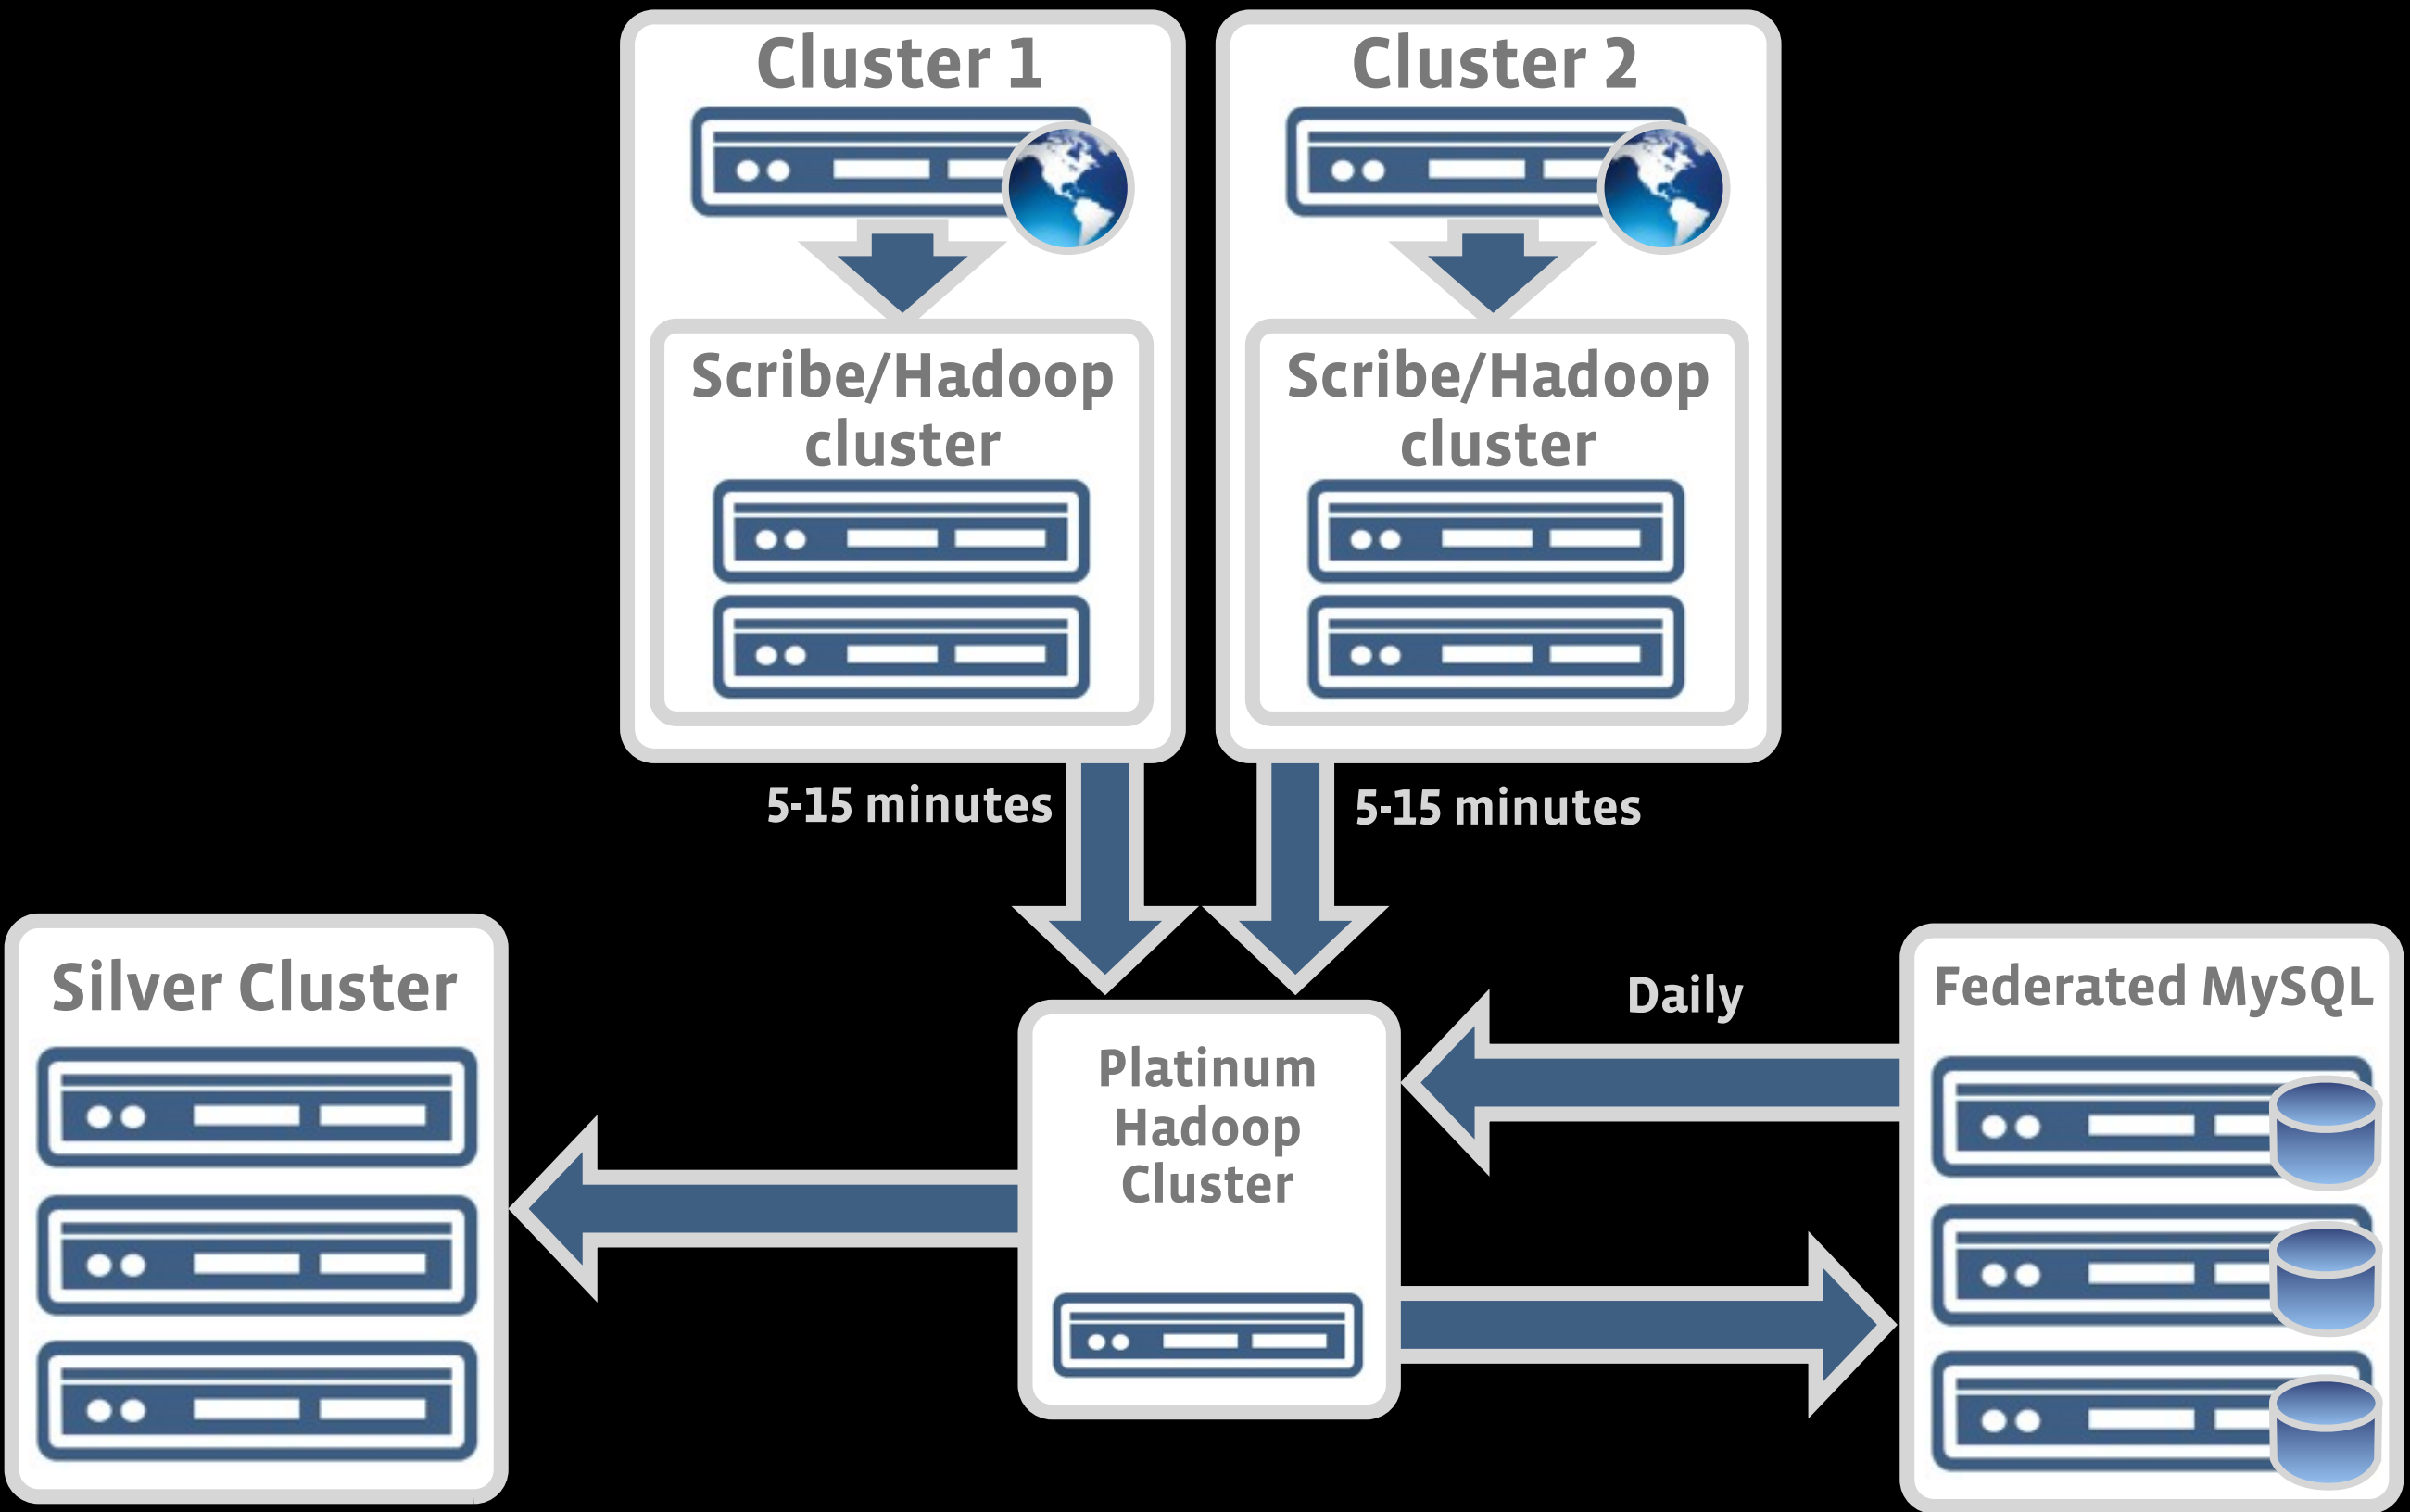 Cluster 1
Cluster 2
Scribe/Hadoop
cluster
Scribe/Hadoop
cluster
5-15 minutes
5-15 minutes
Silver Cluster
Platinum
Hadoop
Cluster
Daily
Federated MySQL